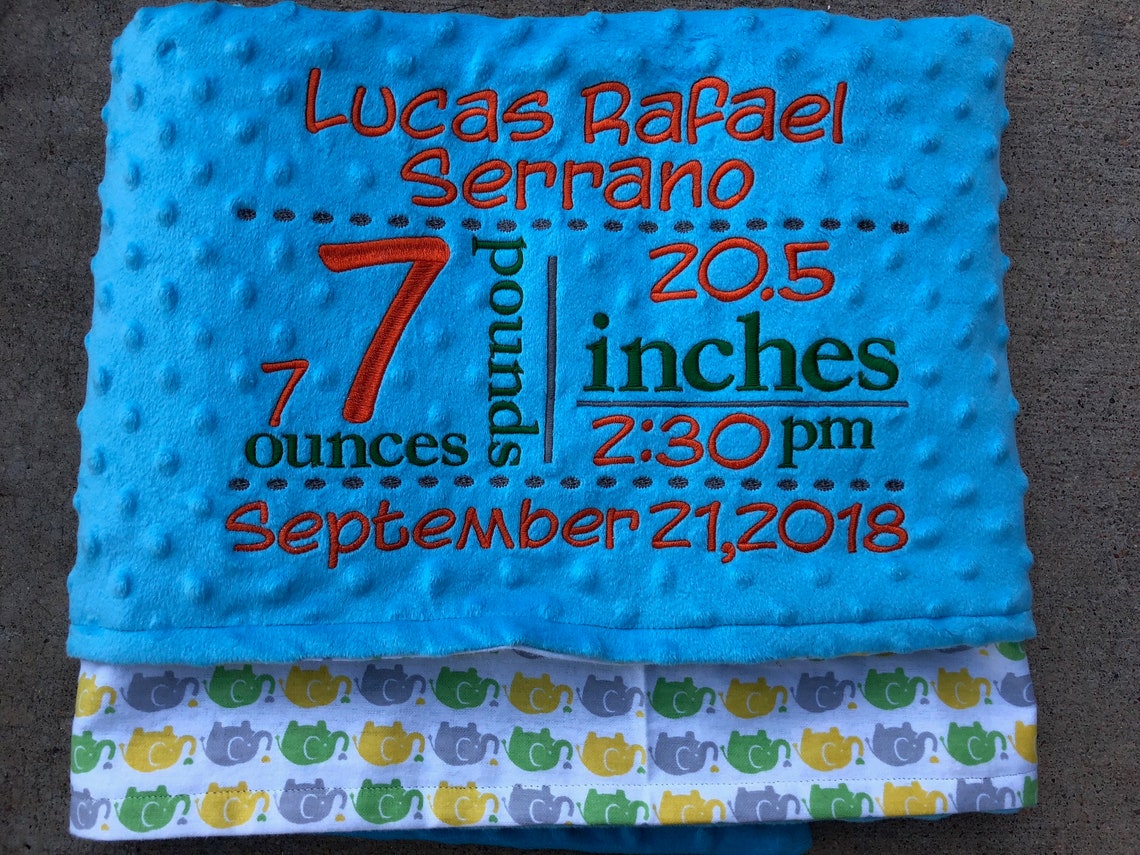 Lucas Rafael
Serrano
7 pounds
7
ounces
20.5
inches
2:30 pm
September 21,2018